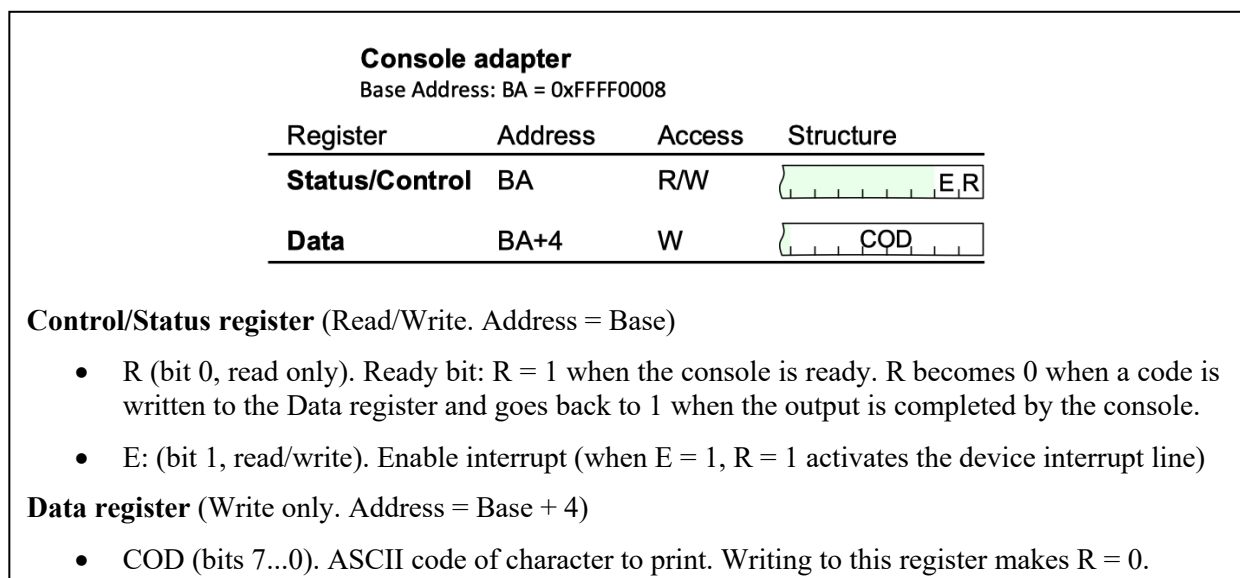 Console adapter
Base Address: BA = 0xFFFF0008
Register Address Access Structure
Status/Control BA R/W E R
Data BA+4 W COD
Control/Status register (Read/Write. Address = Base)
• R (bit 0, read only). Ready bit: R = 1 when the console is ready. R becomes 0 when a code is
written to the Data register and goes back to 1 when the output is completed by the console.
• E: (bit 1, read/write). Enable interrupt (when E = 1, R = 1 activates the device interrupt line)
Data register (Write only. Address = Base + 4)
• COD (bits 7...0). ASCII code of character to print. Writing to this register makes R = 0.